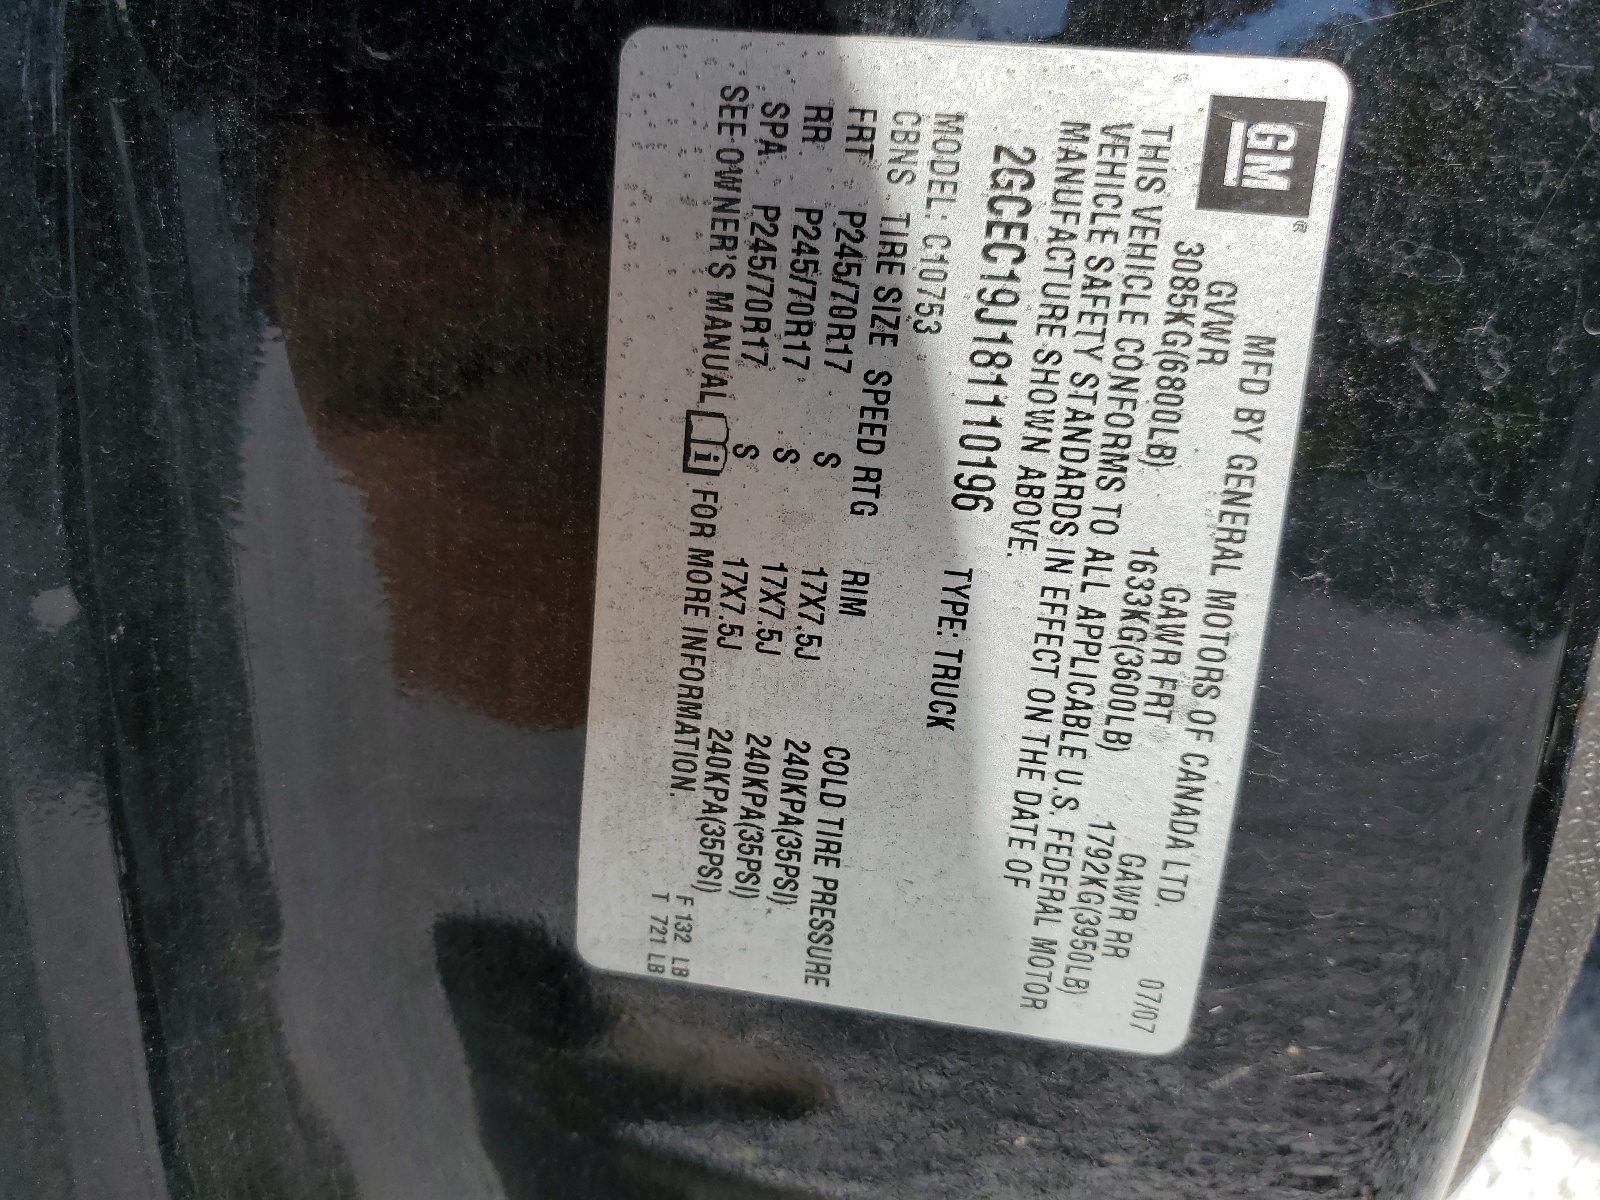 GM®
MFD BY GENERAL MOTORS OF CANADA LTD. 07/07
GVWR GAWR FRT GAWR RR
3085KG(6800LB) 1633KG(3600LB) 1792KG(3950LB)
THIS VEHICLE CONFORMS TO ALL APPLICABLE U.S. FEDERAL MOTOR
VEHICLE SAFETY STANDARDS IN EFFECT ON THE DATE OF
MANUFACTURE SHOWN ABOVE.
2GCEC19J181110196 TYPE: TRUCK
MODEL: C10753
CBNS TIRE SIZE SPEED RTG RIM COLD TIRE PRESSURE
FRT P245/70R17 S 17X7.5J 240KPA(35PSI)
RR P245/70R17 S 17X7.5J 240KPA(35PSI)
SPA P245/70R17 S 17X7.5J 240KPA(35PSI)
SEE OWNER'S MANUAL i FOR MORE INFORMATION.
F 132 LB
T 721 LB